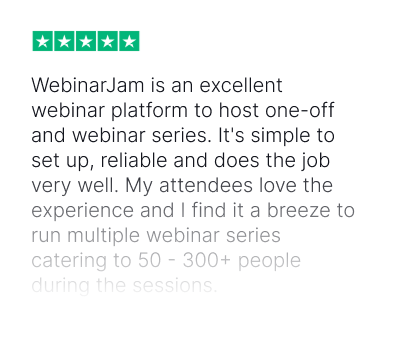 WebinarJam is an excellent
webinar platform to host one-off
and webinar series. It's simple to
set up, reliable and does the job
very well. My attendees love the
experience and I find it a breeze to
run multiple webinar series
catering to 50 - 300+ people
during the sessions.